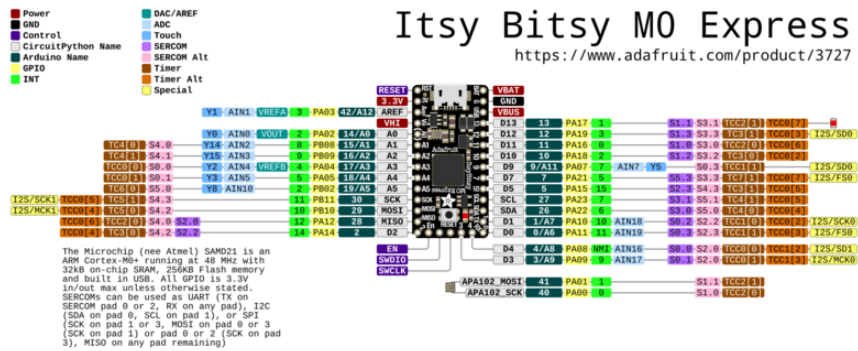 Itsy Bitsy M0 Express
https://www.adafruit.com/product/3727
Power
GND
Control
CircuitPython Name
Arduino Name
GPIO
INT
DAC/AREF
ADC
Touch
SERCOM
SERCOM Alt
Timer
Timer Alt
Special
RESET
3.3V
Y1 AIN1 VREFA 3 PA03 42/A12 AREF
VHI
Y0 AIN0 VOUT 2 PA02 14/A0 A0
TC4[0] S4.0 Y14 AIN2 8 PB08 15/A1 A1
TC4[1] S4.1 Y15 AIN3 9 PB09 16/A2 A2
TCC0[0] S0.0 Y2 AIN4 VREFB 4 PA04 17/A3 A3
TCC0[1] S0.1 Y3 AIN5 5 PA05 18/A4 A4
TC6[0] S5.0 Y8 AIN10 2 PB02 19/A5 A5
I2S/SCK1 TCC0[5] TC5[1] S4.3 11 PB11 30 SCK
I2S/MCK1 TCC0[4] TC5[0] S4.2 10 PB10 29 MOSI
TCC0[6] TCC2[0] S4.0 S2.0 12 PA12 28 MISO
TCC0[4] TC3[0] S4.2 S2.2 14 PA14 2 D2
VBAT
GND
VBUS
D13 13 PA17 1 S1.1 S3.1 TCC2[1] TCC0[7]
D12 12 PA19 3 S1.3 S3.3 TC3[1] TCC0[3] I2S/SD0
D11 11 PA16 0 S1.0 S3.0 TCC2[0] TCC0[6]
D10 10 PA18 2 S1.2 S3.2 TC3[0] TCC0[2]
D9 9/A11 PA07 7 AIN7 Y5 S0.3 TCC1[1] I2S/SD0
D7 7 PA21 5 S5.3 S3.3 TC7[1] TCC0[7] I2S/FS0
D5 5 PA15 15 S2.3 S4.3 TC3[1] TCC0[5]
SCL 27 PA23 7 S3.1 S5.1 TC4[1] TCC0[5]
SDA 26 PA22 6 S3.0 S5.0 TC4[0] TCC0[4]
D1 1/A7 PA10 10 AIN18 S0.2 S2.2 TCC1[0] TCC0[2] I2S/SCK0
D0 0/A6 PA11 11 AIN19 S0.3 S2.3 TCC1[1] TCC0[3] I2S/FS0
EN
SWDIO
SWCLK
D4 4/A8 PA08 NMI AIN16 S0.0 S2.0 TCC0[0] TCC1[2] I2S/SD1
D3 3/A9 PA09 9 AIN17 S0.1 S2.1 TCC0[1] TCC1[3] I2S/MCK0
APA102_MOSI 41 PA01 1 S1.1 TCC2[1]
APA102_SCK 40 PA00 0 S1.0 TCC2[0]
The Microchip (nee Atmel) SAMD21 is an
ARM Cortex-M0+ running at 48 MHz with
32kB on-chip SRAM, 256KB Flash memory
and built in USB. All GPIO is 3.3V
in/out max unless otherwise stated.
SERCOMs can be used as UART (TX on
SERCOM pad 0 or 2, RX on any pad), I2C
(SDA on pad 0, SCL on pad 1), or SPI
(SCK on pad 1 or 3, MOSI on pad 0 or 3
(SCK on pad 1) or pad 0 or 2 (SCK on pad
3), MISO on any pad remaining)